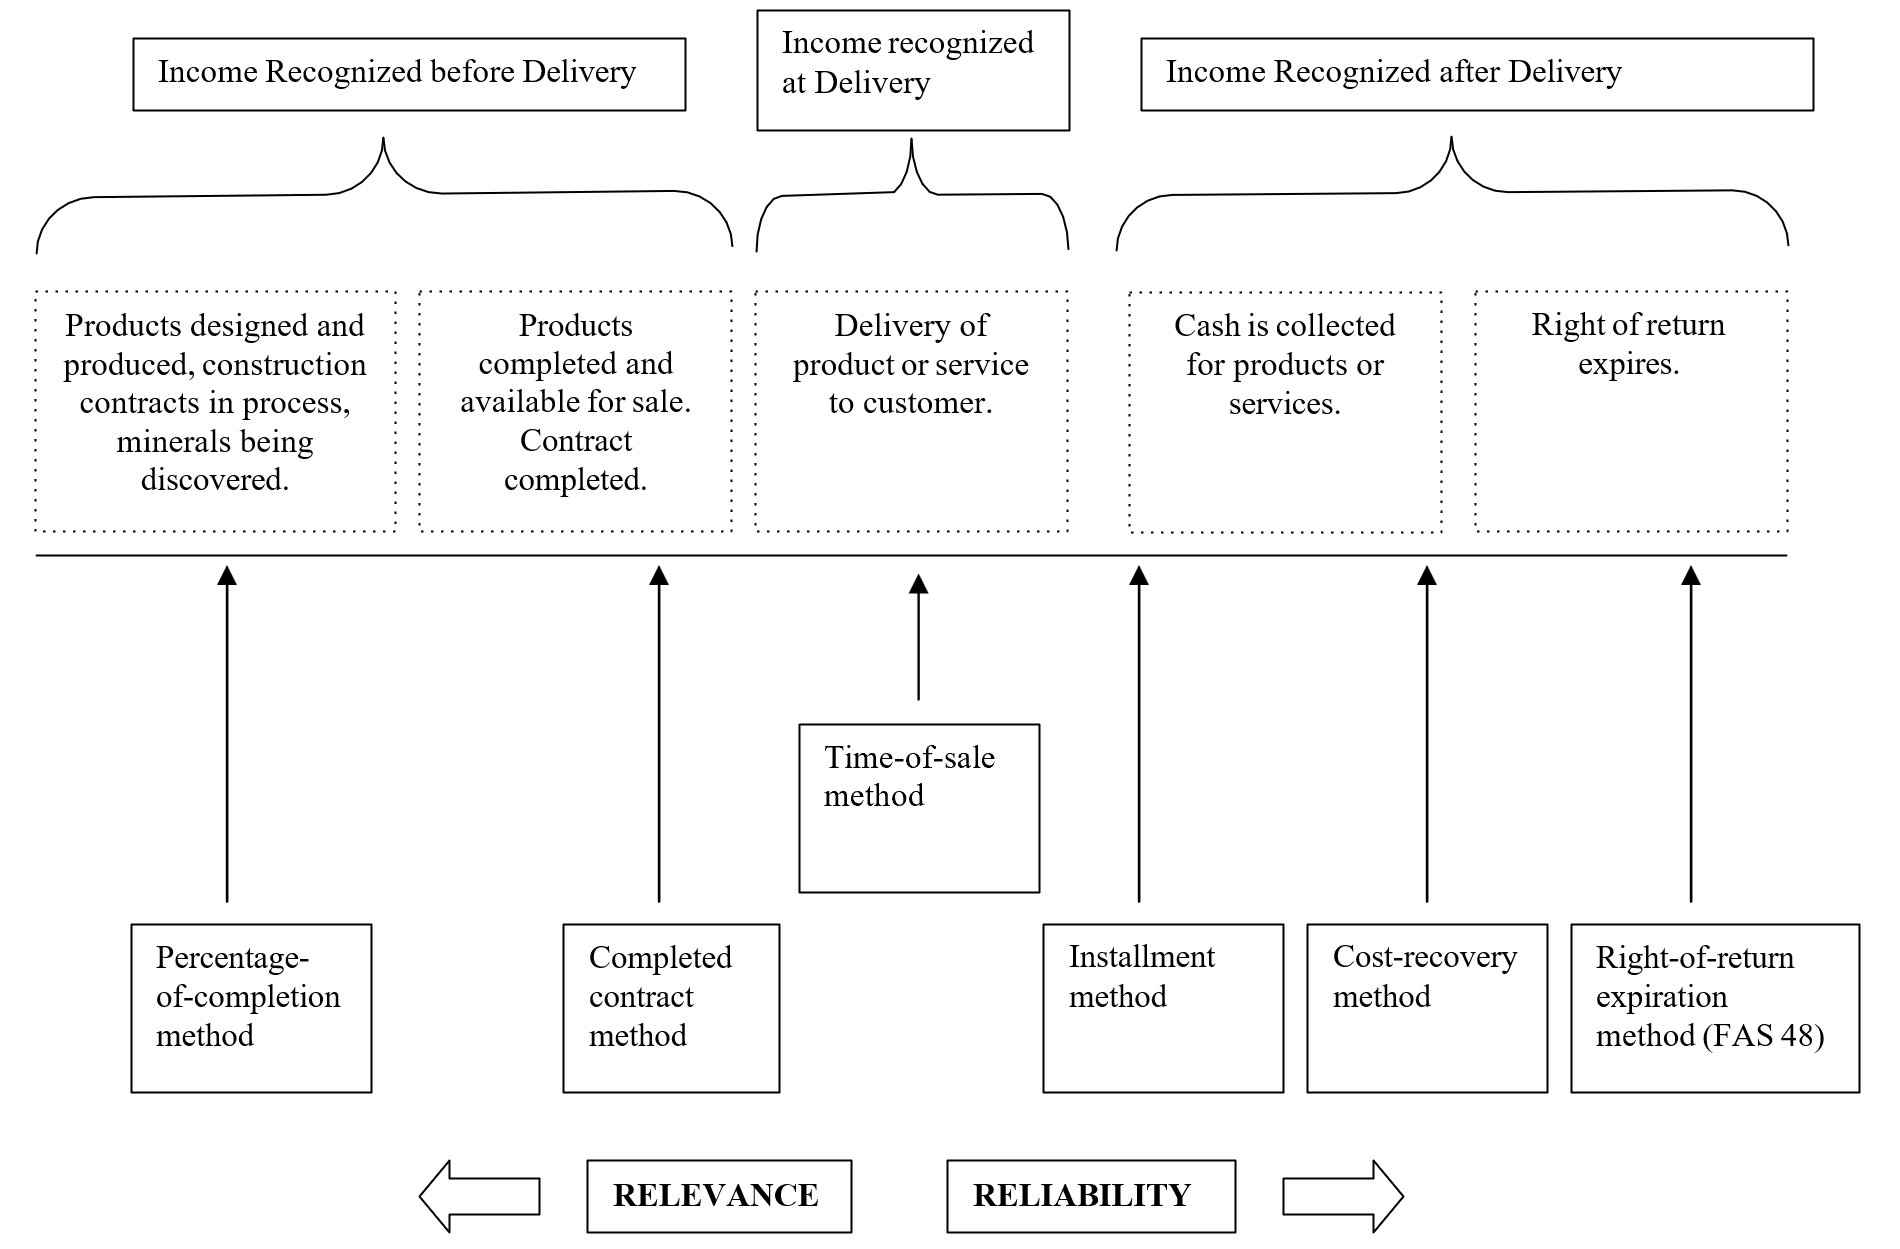 Income Recognized before Delivery
Income recognized
at Delivery
Income Recognized after Delivery
Products designed and
produced, construction
contracts in process,
minerals being
discovered.
Products
completed and
available for sale.
Contract
completed.
Delivery of
product or service
to customer.
Cash is collected
for products or
services.
Right of return
expires.
Time-of-sale
method
Percentage-
of-completion
method
Completed
contract
method
Installment
method
Cost-recovery
method
Right-of-return
expiration
method (FAS 48)
RELEVANCE
RELIABILITY